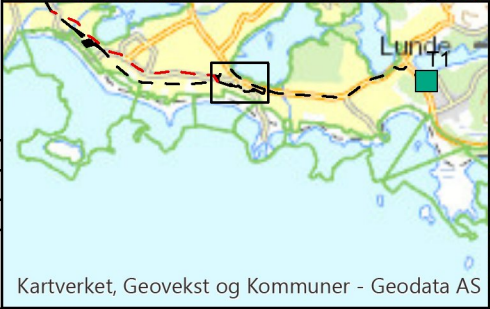 Lunde
T1
Kartverket, Geovekst og Kommuner - Geodata AS